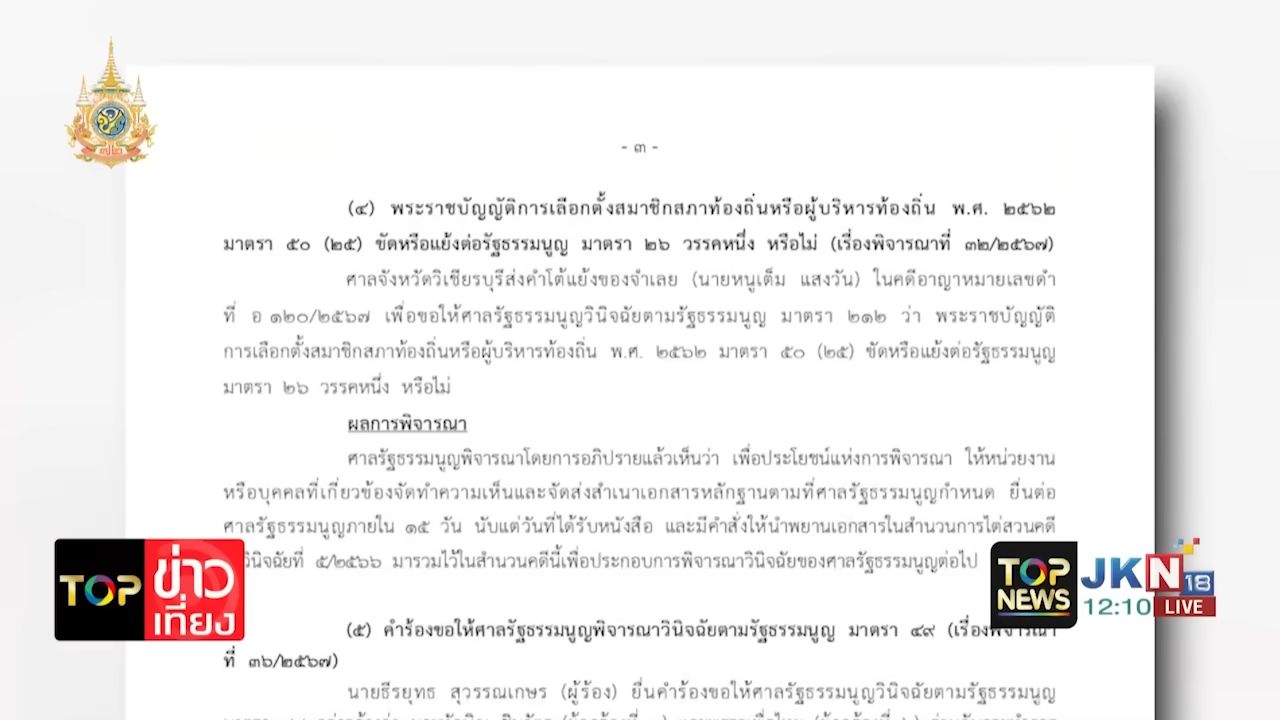 - ๓ -
(๔) พระราชบัญญัติการเลือกตั้งสมาชิกสภาท้องถิ่นหรือผู้บริหารท้องถิ่น พ.ศ. ๒๕๖๒
มาตรา ๕๐ (๒๕) ขัดหรือแย้งต่อรัฐธรรมนูญ มาตรา ๒๖ วรรคหนึ่ง หรือไม่ (เรื่องพิจารณาที่ ๓๒/๒๕๖๗)
ศาลจังหวัดวิเชียรบุรีส่งคำโต้แย้งของจำเลย (นายหนูเต็ม แสงวัน) ในคดีอาญาหมายเลขดำ
ที่ อ ๑๒๐/๒๕๖๗ เพื่อขอให้ศาลรัฐธรรมนูญวินิจฉัยตามรัฐธรรมนูญ มาตรา ๒๑๒ ว่า พระราชบัญญัติ
การเลือกตั้งสมาชิกสภาท้องถิ่นหรือผู้บริหารท้องถิ่น พ.ศ. ๒๕๖๒ มาตรา ๕๐ (๒๕) ขัดหรือแย้งต่อรัฐธรรมนูญ
มาตรา ๒๖ วรรคหนึ่ง หรือไม่
ผลการพิจารณา
ศาลรัฐธรรมนูญพิจารณาโดยการอภิปรายแล้วเห็นว่า เพื่อประโยชน์แห่งการพิจารณา ให้หน่วยงาน
หรือบุคคลที่เกี่ยวข้องจัดทำความเห็นและจัดส่งสำเนาเอกสารหลักฐานตามที่ศาลรัฐธรรมนูญกำหนด ยื่นต่อ
ศาลรัฐธรรมนูญภายใน ๑๕ วัน นับแต่วันที่ได้รับหนังสือ และมีคำสั่งให้นำพยานเอกสารในสำนวนการไต่สวนคดี
วินิจฉัยที่ ๕/๒๕๖๖ มารวมไว้ในสำนวนคดีนี้เพื่อประกอบการพิจารณาวินิจฉัยของศาลรัฐธรรมนูญต่อไป
TOP ข่าวเที่ยง
TOP NEWS
JKN 18
12:10 LIVE
(๕) คำร้องขอให้ศาลรัฐธรรมนูญพิจารณาวินิจฉัยตามรัฐธรรมนูญ มาตรา ๔๙ (เรื่องพิจารณา
ที่ ๓๖/๒๕๖๗)
นายธีรยุทธ สุวรรณเกษร (ผู้ร้อง) ยื่นคำร้องขอให้ศาลรัฐธรรมนูญวินิจฉัยตามรัฐธรรมนูญ